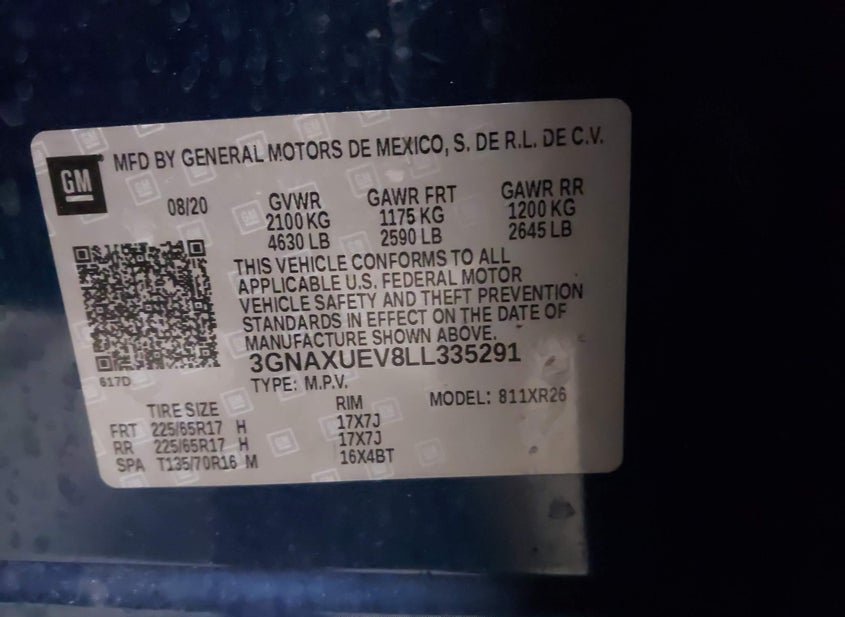 GM
MFD BY GENERAL MOTORS DE MEXICO, S. DE R.L. DE C.V.
08/20 GVWR GAWR FRT GAWR RR
2100 KG 1175 KG 1200 KG
4630 LB 2590 LB 2645 LB
THIS VEHICLE CONFORMS TO ALL
APPLICABLE U.S. FEDERAL MOTOR
VEHICLE SAFETY AND THEFT PREVENTION
STANDARDS IN EFFECT ON THE DATE OF
MANUFACTURE SHOWN ABOVE.
3GNAXUEV8LL335291
617D
TYPE: M.P.V. MODEL: 811XR26
TIRE SIZE RIM
FRT 225/65R17 H 17X7J
RR 225/65R17 H 17X7J
SPA T135/70R16 M 16X4BT